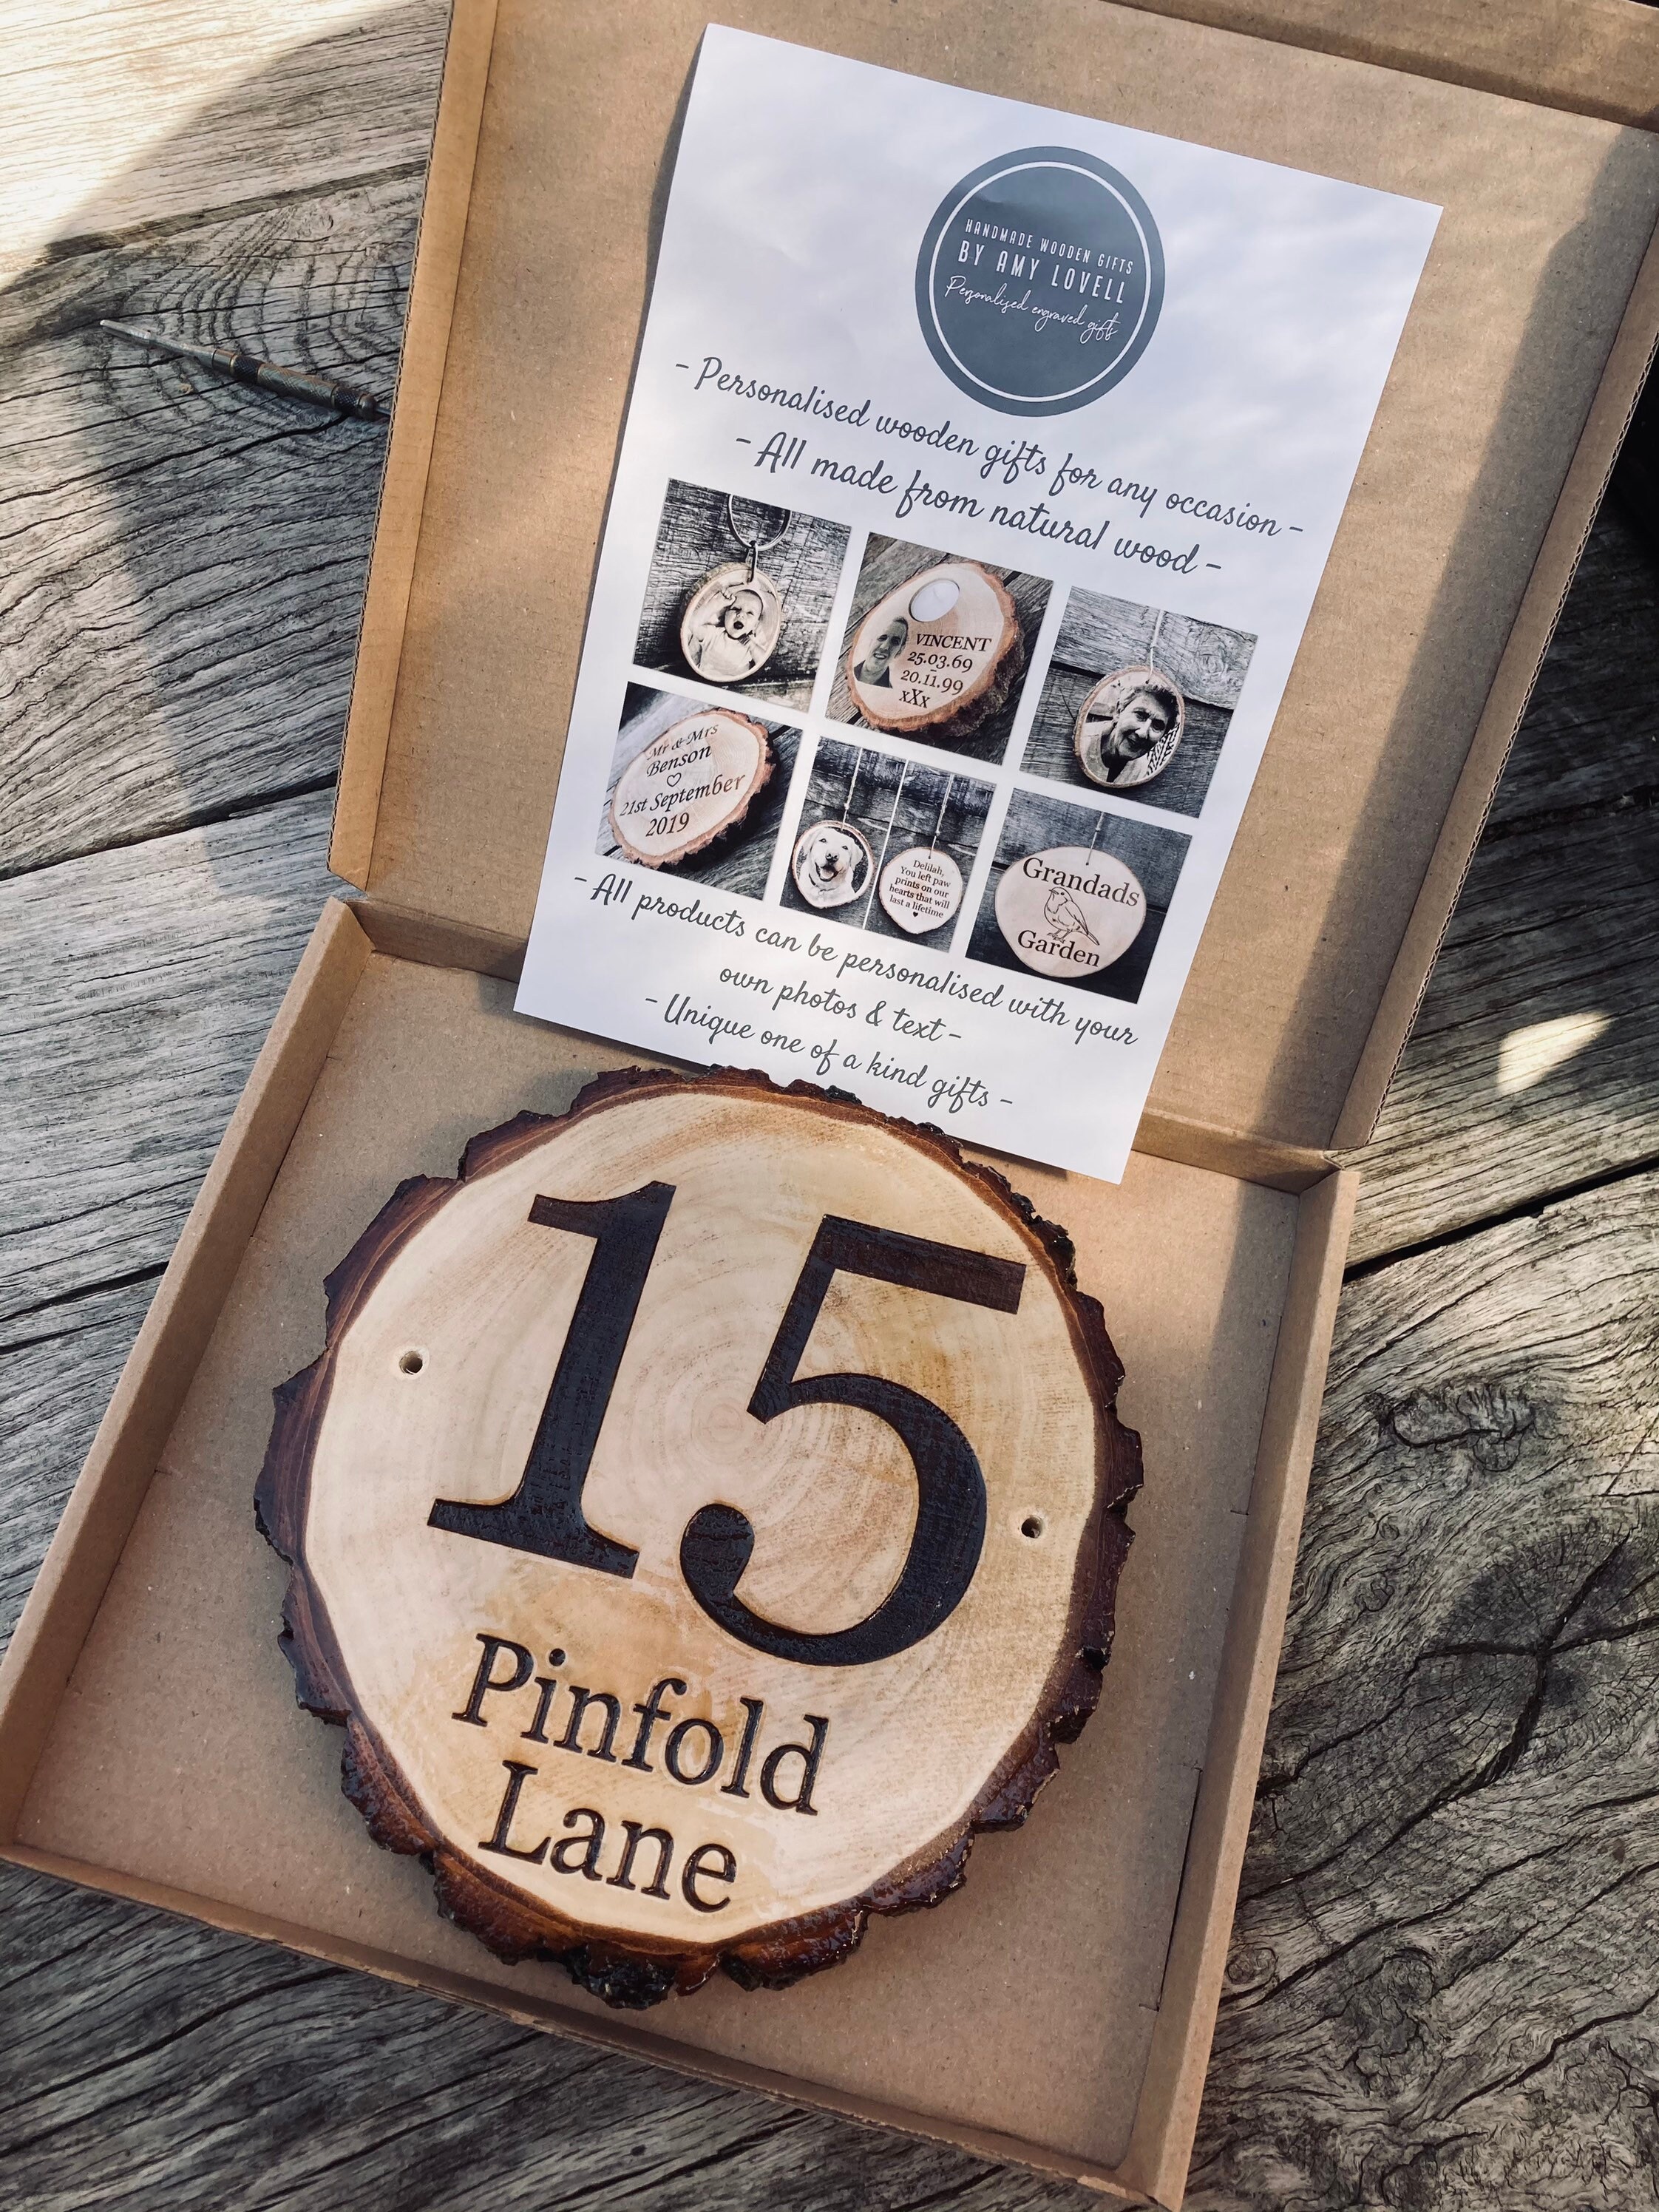 HANDMADE WOODEN GIFTS
BY AMY LOVELL
Personalised engraved gifts
- Personalised wooden gifts for any occasion -
- All made from natural wood -
VINCENT
25.03.69
-
20.11.99
xXx
Mr & Mrs
Benson
♡
21st September
2019
Delilah,
You left paw
prints on our
hearts that will
last a lifetime
♥
Grandads
Garden
- All products can be personalised with your
own photos & text -
- Unique one of a kind gifts -
15
Pinfold
Lane